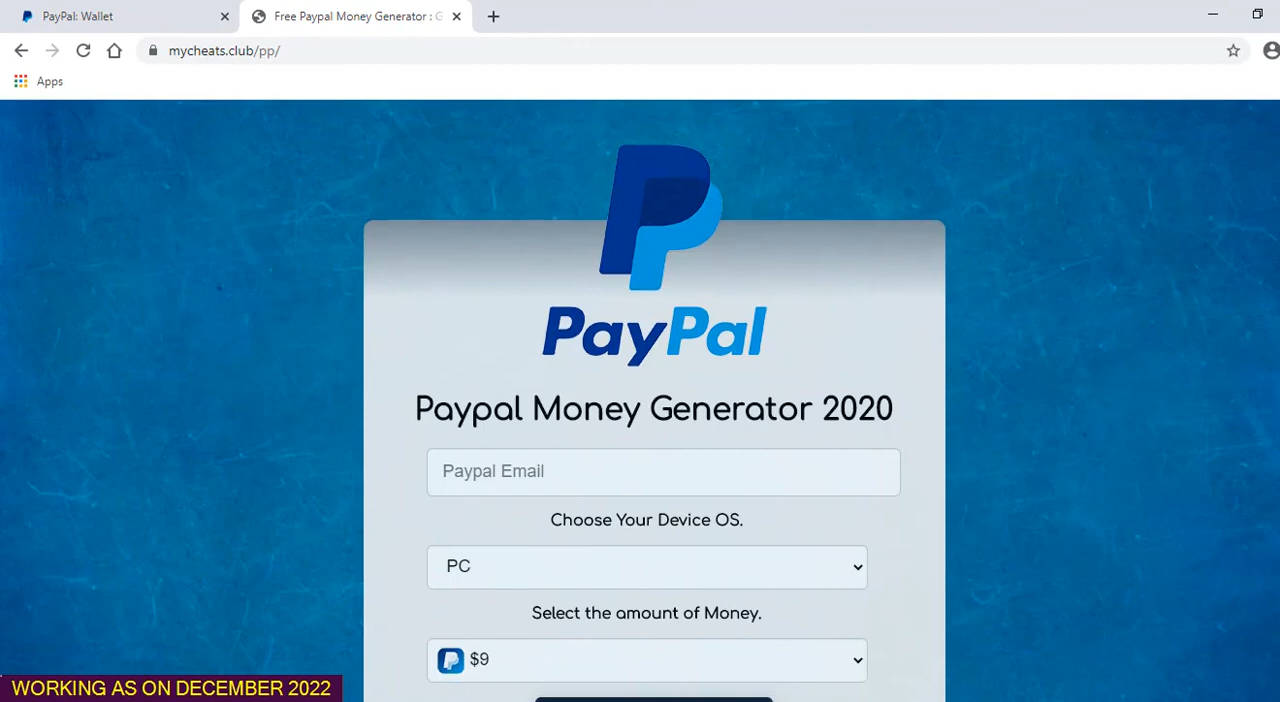 PayPal: Wallet
Free Paypal Money Generator : G
mycheats.club/pp/
Apps
PayPal
Paypal Money Generator 2020
Paypal Email
Choose Your Device OS.
PC
Select the amount of Money.
$9
WORKING AS ON DECEMBER 2022